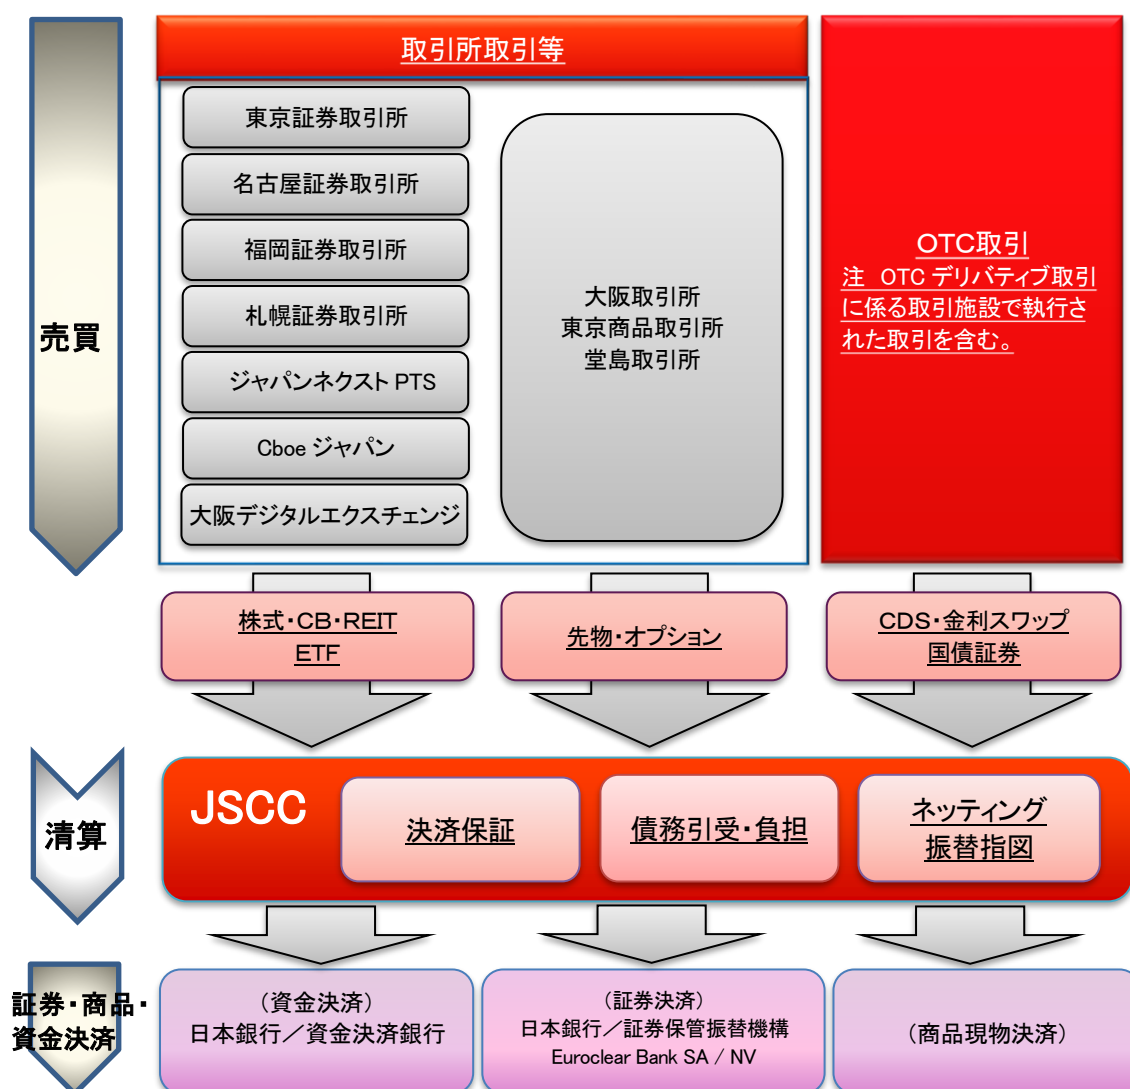 取引所取引等
東京証券取引所
名古屋証券取引所
福岡証券取引所
札幌証券取引所
ジャパンネクスト PTS
Cboe ジャパン
大阪デジタルエクスチェンジ
大阪取引所
東京商品取引所
堂島取引所
OTC取引
注 OTC デリバティブ取引
に係る取引施設で執行さ
れた取引を含む。
売買
株式・CB・REIT
ETF
先物・オプション
CDS・金利スワップ
国債証券
清算
JSCC
決済保証
債務引受・負担
ネッティング
振替指図
証券・商品・
資金決済
(資金決済)
日本銀行/資金決済銀行
(証券決済)
日本銀行/証券保管振替機構
Euroclear Bank SA / NV
(商品現物決済)